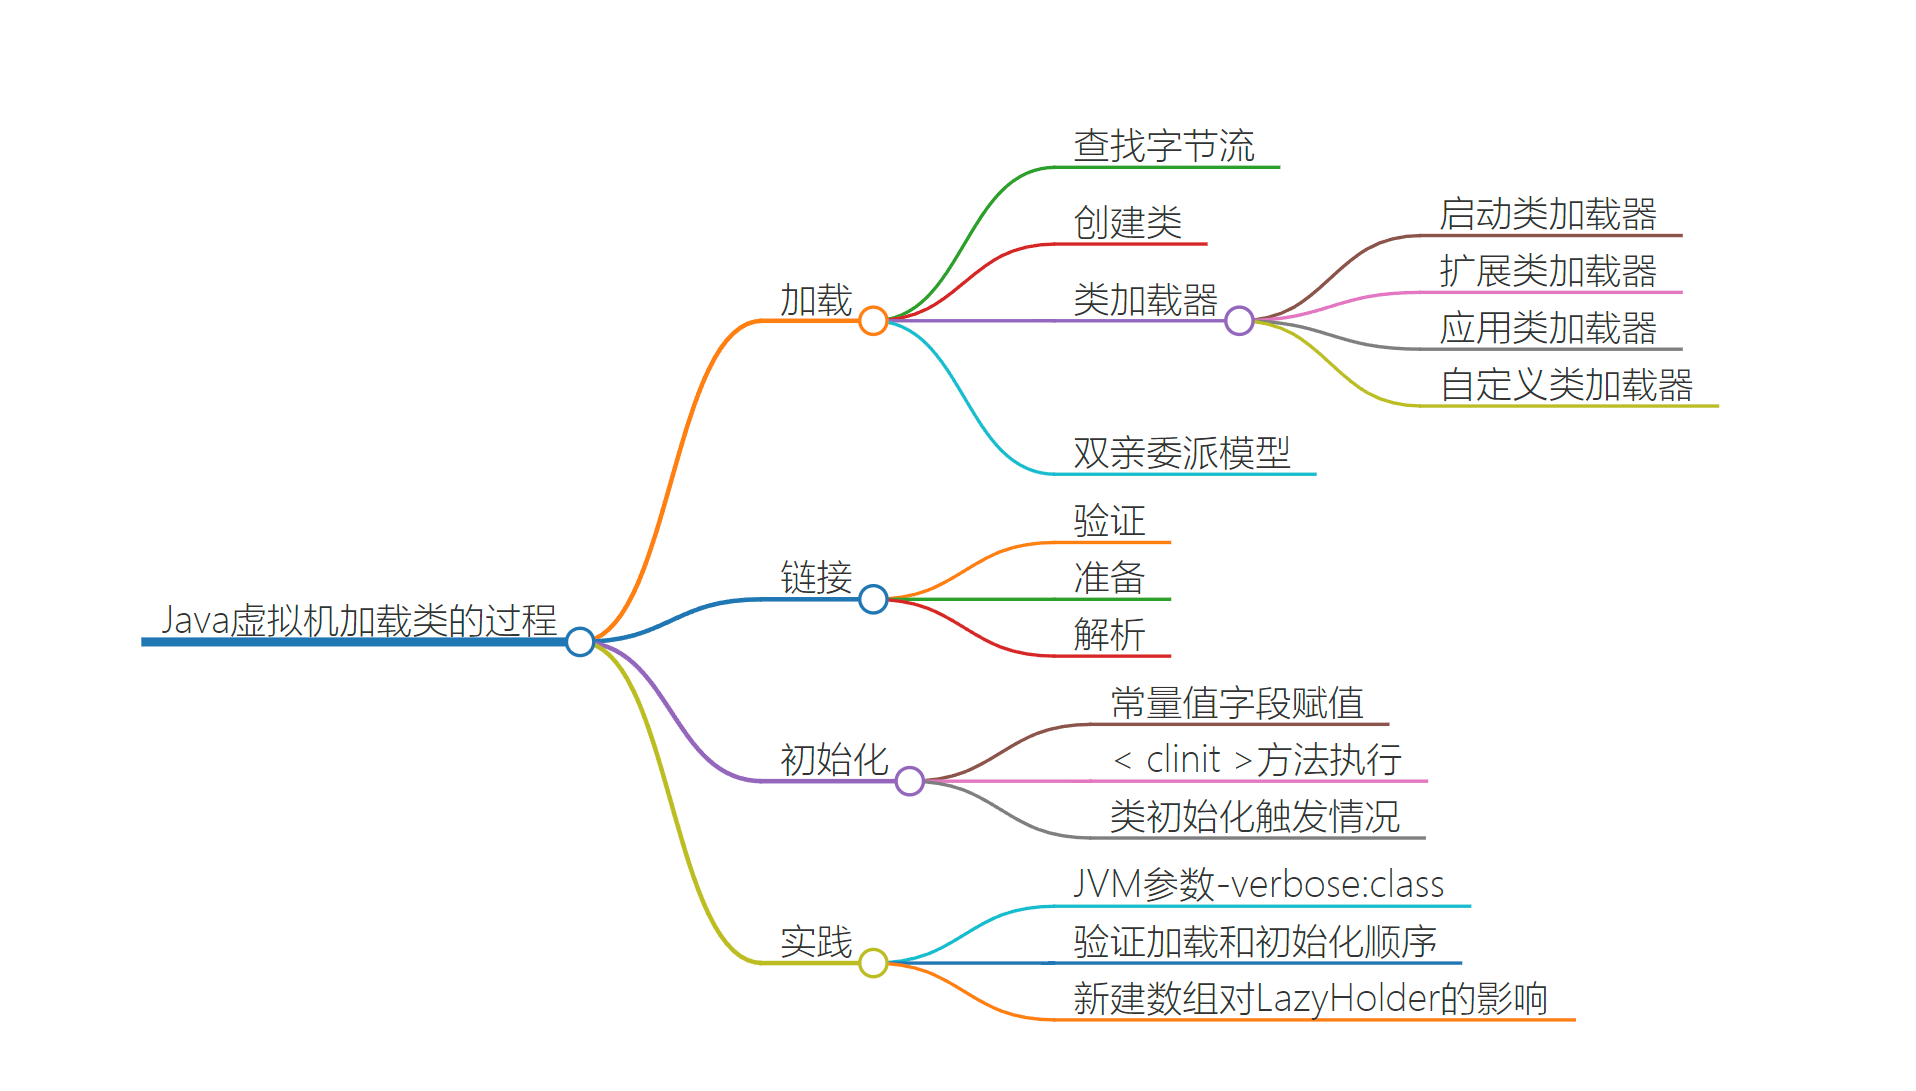 Java虚拟机加载类的过程
加载
查找字节流
创建类
类加载器
启动类加载器
扩展类加载器
应用类加载器
自定义类加载器
双亲委派模型
链接
验证
准备
解析
初始化
常量值字段赋值
< clinit >方法执行
类初始化触发情况
实践
JVM参数-verbose:class
验证加载和初始化顺序
新建数组对LazyHolder的影响